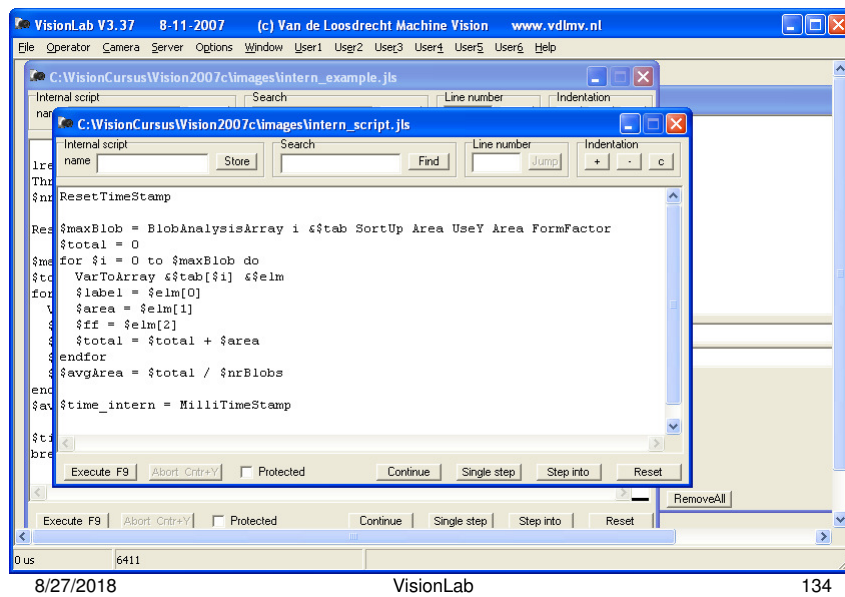 VisionLab V3.37 8-11-2007 (c) Van de Loosdrecht Machine Vision www.vdlmv.nl
File Operator Camera Server Options Window User1 User2 User3 User4 User5 User6 Help
C:\VisionCursus\Vision2007c\images\intern_example.jls
Internal script Search Line number Indentation
C:\VisionCursus\Vision2007c\images\intern_script.jls
Internal script Search Line number Indentation
name Store Find Jump + - c
ResetTimeStamp
$maxBlob = BlobAnalysisArray i &$tab SortUp Area UseY Area FormFactor
$total = 0
for $i = 0 to $maxBlob do
VarToArray &$tab[$i] &$elm
$label = $elm[0]
$area = $elm[1]
$ff = $elm[2]
$total = $total + $area
endfor
$avgArea = $total / $nrBlobs
$time_intern = MilliTimeStamp
Execute F9 Abort Cntr+Y Protected Continue Single step Step into Reset
RemoveAll
Execute F9 Abort Cntr+Y Protected Continue Single step Step into Reset
0 us 6411
8/27/2018 VisionLab 134